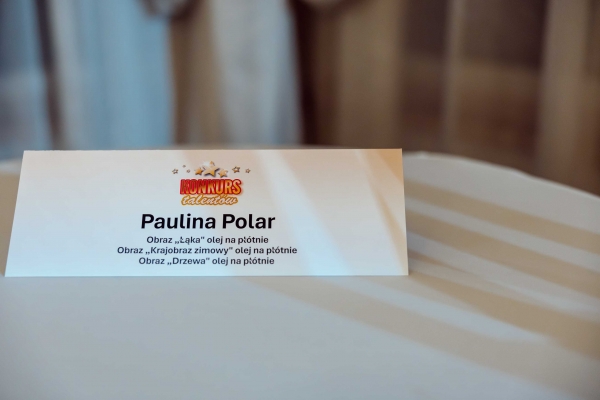 KONKURS
talentów
Paulina Polar
Obraz „Łąka" olej na płótnie
Obraz „Krajobraz zimowy" olej na płótnie
Obraz „Drzewa" olej na płótnie